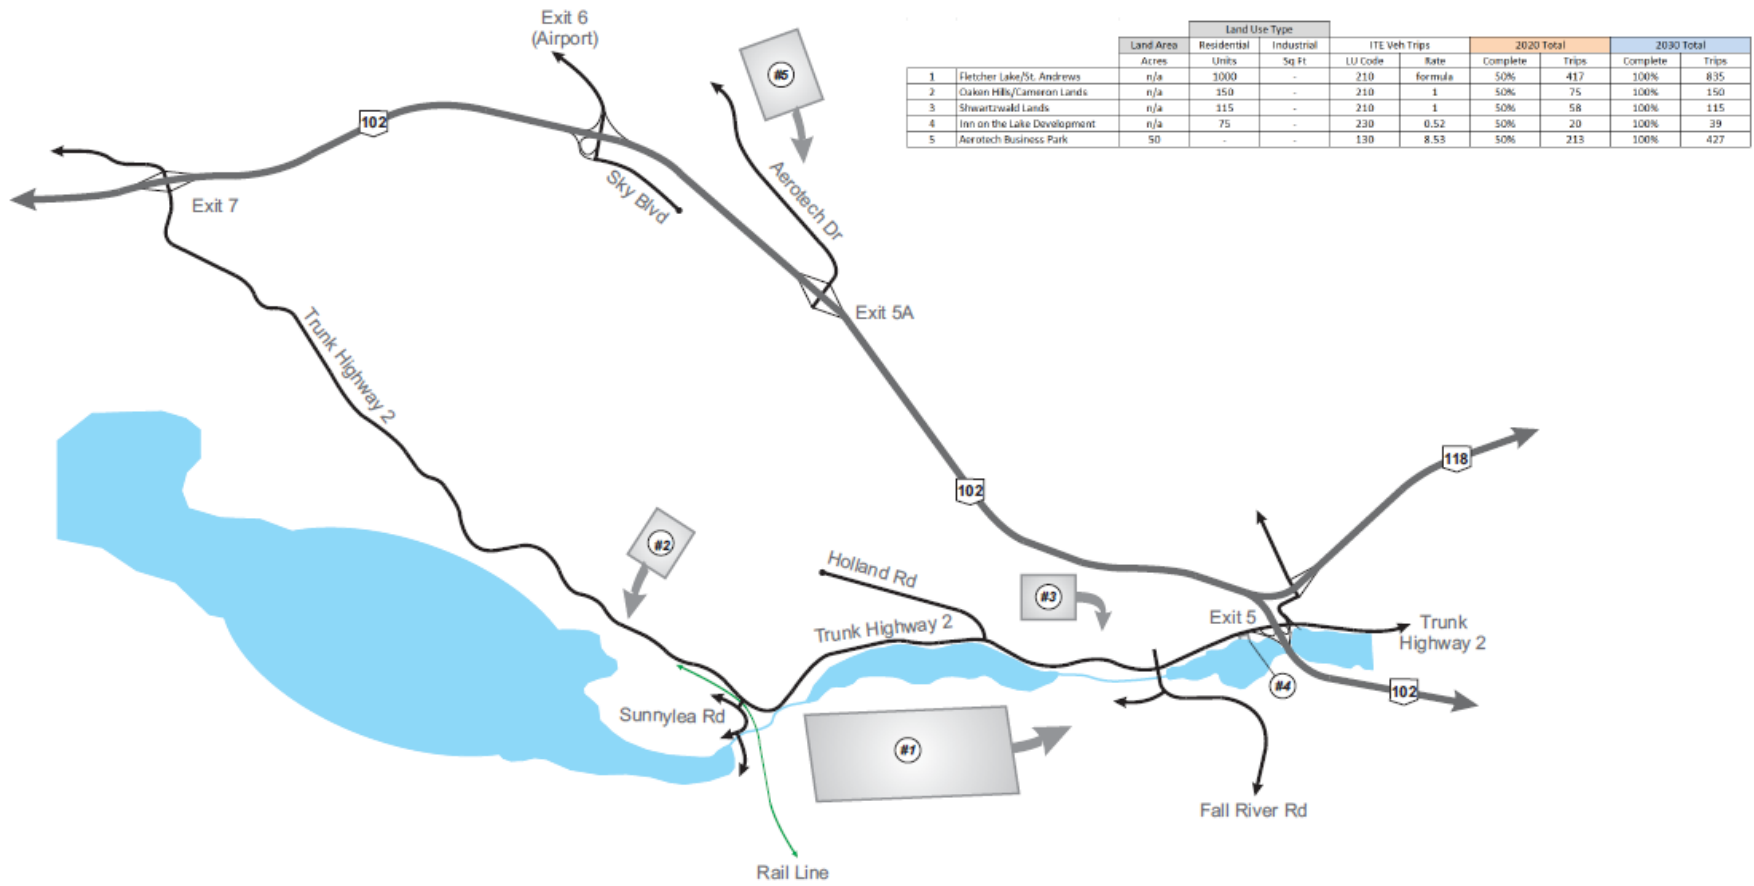 Exit 6
(Airport)
#5
102
Exit 7
Sky Blvd
Aerotech Dr
Exit 5A
Trunk Highway 2
102
118
#2
Holland Rd
#3
Trunk Highway 2
Exit 5
Trunk
Highway 2
#4
102
Sunnylea Rd
#1
Fall River Rd
Rail Line
Land Use Type
Land Area Residential Industrial ITE Veh Trips 2020 Total 2030 Total
Acres Units Sq Ft LU Code Rate Complete Trips Complete Trips
1 Fletcher Lake/St. Andrews n/a 1000 - 210 formula 50% 417 100% 835
2 Oaken Hills/Cameron Lands n/a 150 - 210 1 50% 75 100% 150
3 Shwartzwald Lands n/a 115 - 210 1 50% 58 100% 115
4 Inn on the Lake Development n/a 75 - 230 0.52 50% 20 100% 39
5 Aerotech Business Park 50 - - 130 8.53 50% 213 100% 427